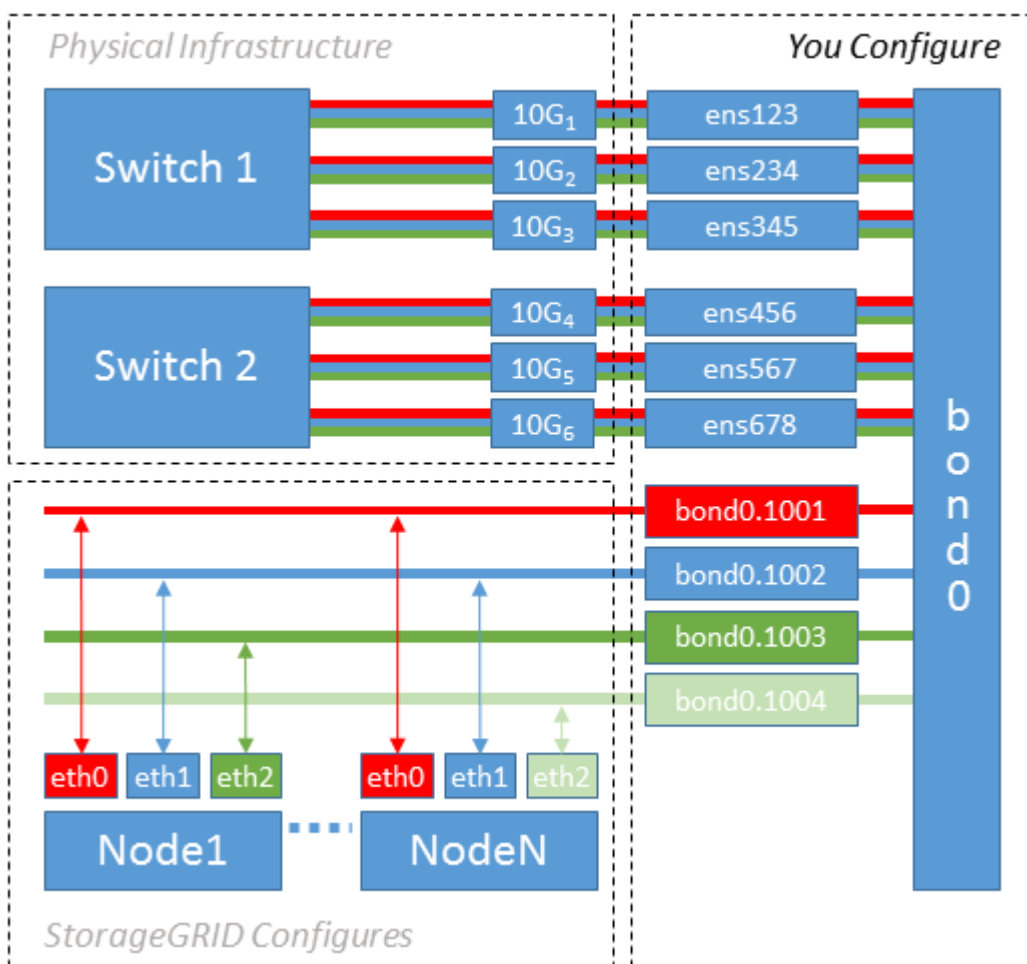 Physical Infrastructure
You Configure
Switch 1
10G₁
ens123
10G₂
ens234
10G₃
ens345
Switch 2
10G₄
ens456
10G₅
ens567
10G₆
ens678
bond0
bond0.1001
bond0.1002
bond0.1003
bond0.1004
eth0
eth1
eth2
eth0
eth1
eth2
Node1
NodeN
StorageGRID Configures